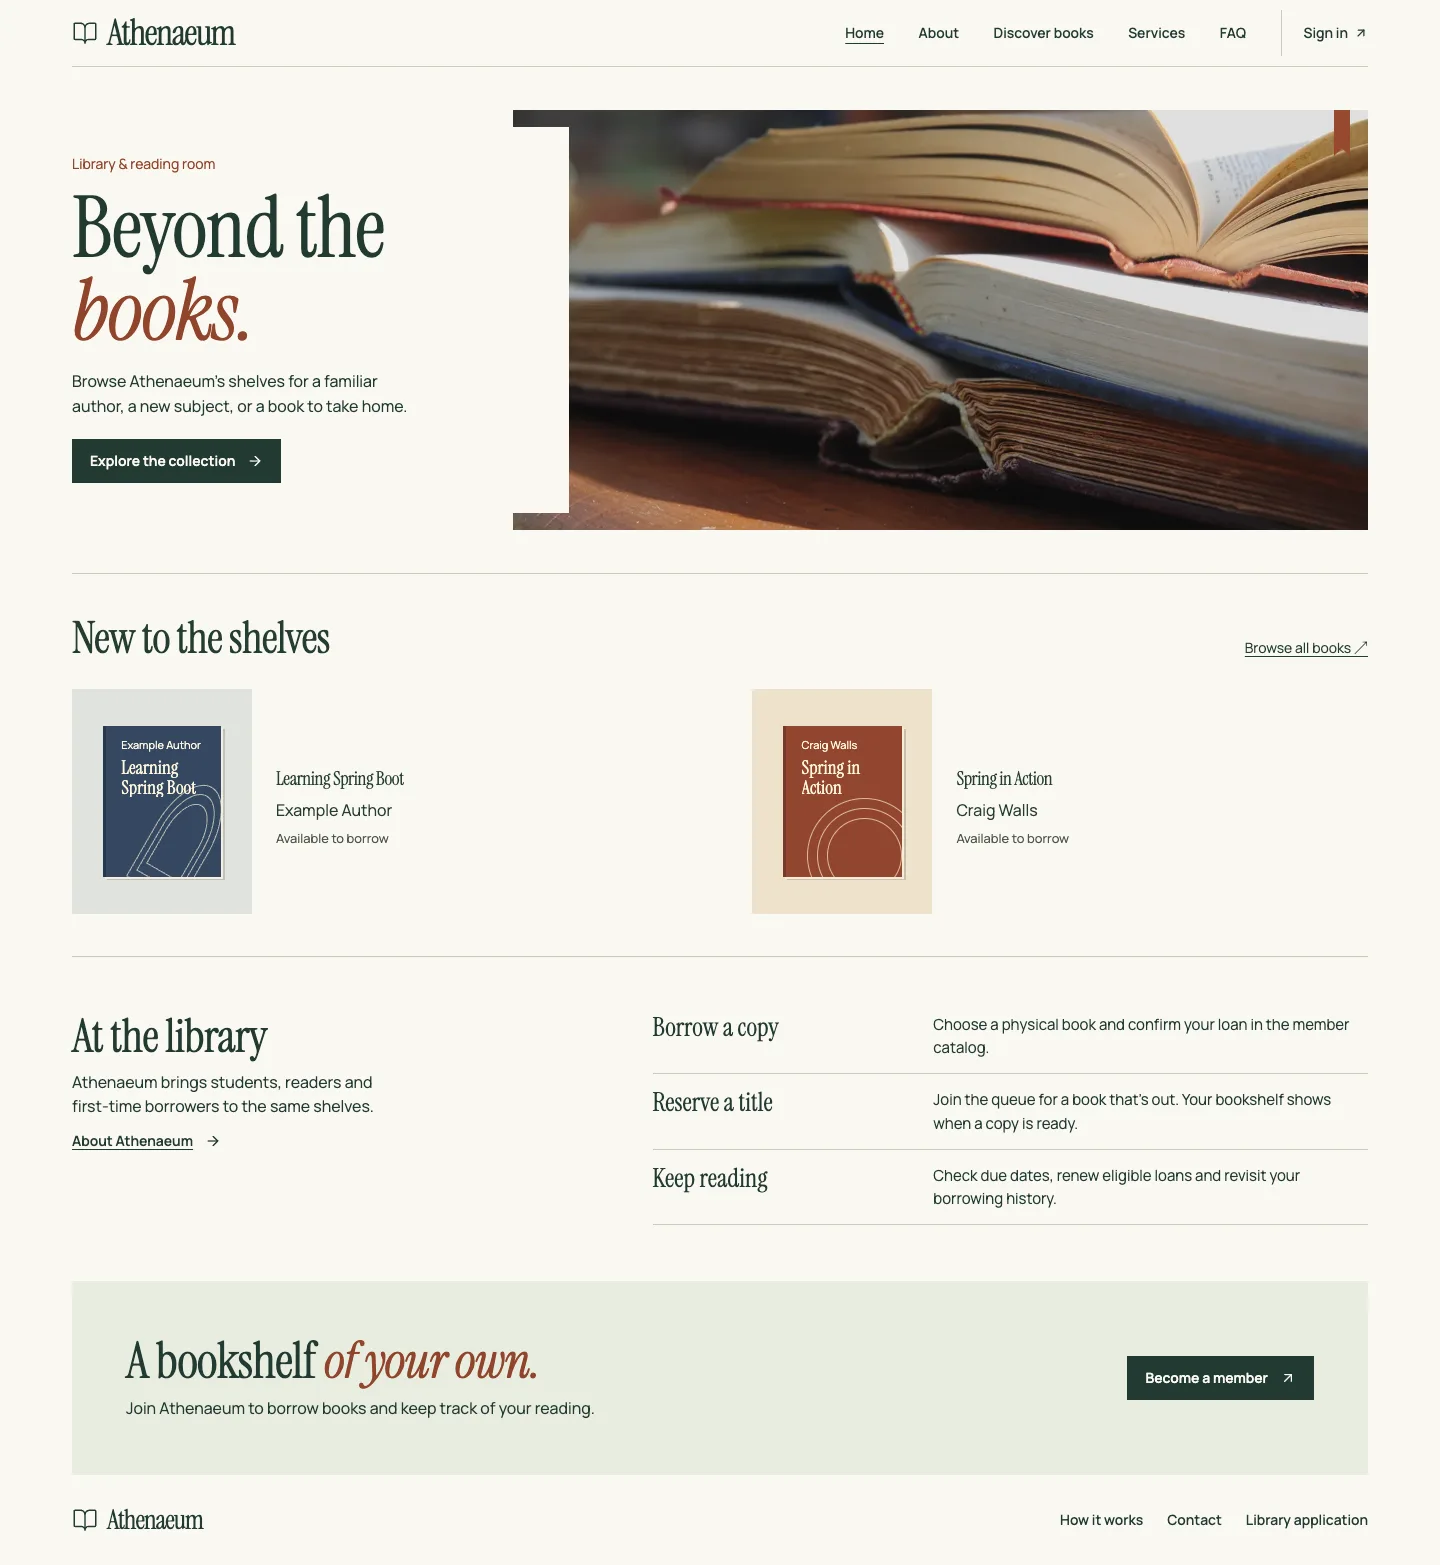 Athenaeum
Home About Discover books Services FAQ Sign in
Library & reading room
Beyond the
books.
Browse Athenaeum's shelves for a familiar
author, a new subject, or a book to take home.
Explore the collection
New to the shelves
Browse all books
Example Author
Learning
Spring Boot
Learning Spring Boot
Example Author
Available to borrow
Craig Walls
Spring in
Action
Spring in Action
Craig Walls
Available to borrow
At the library
Athenaeum brings students, readers and
first-time borrowers to the same shelves.
About Athenaeum
Borrow a copy
Choose a physical book and confirm your loan in the member
catalog.
Reserve a title
Join the queue for a book that's out. Your bookshelf shows
when a copy is ready.
Keep reading
Check due dates, renew eligible loans and revisit your
borrowing history.
A bookshelf of your own.
Join Athenaeum to borrow books and keep track of your reading.
Become a member
Athenaeum
How it works Contact Library application